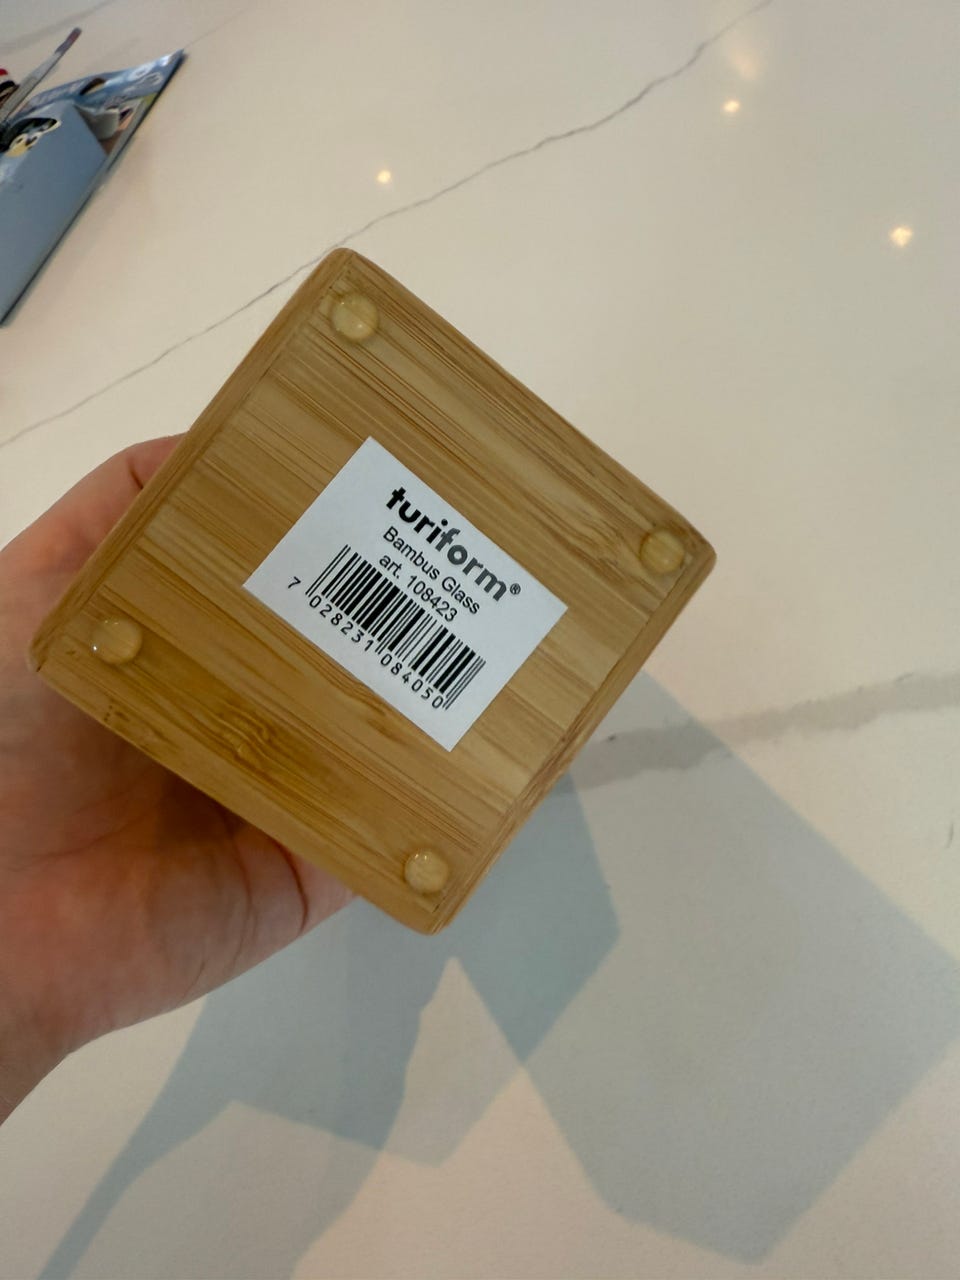 turiform®
Bambus Glass
art. 108423
7 028231 084050